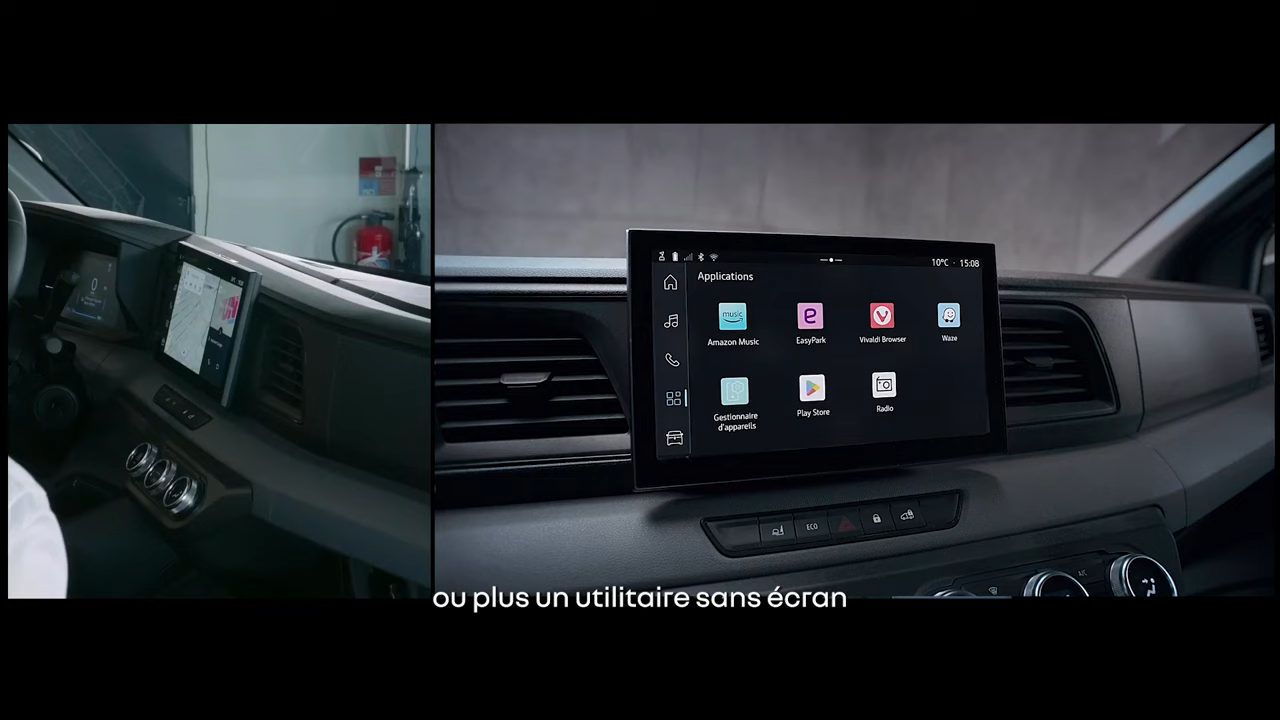 10°C · 15:08
Applications
music
Amazon Music
e
EasyPark
Vivaldi Browser
Waze
Gestionnaire
d'appareils
Play Store
Radio
ECO
A/C
0
ou plus un utilitaire sans écran